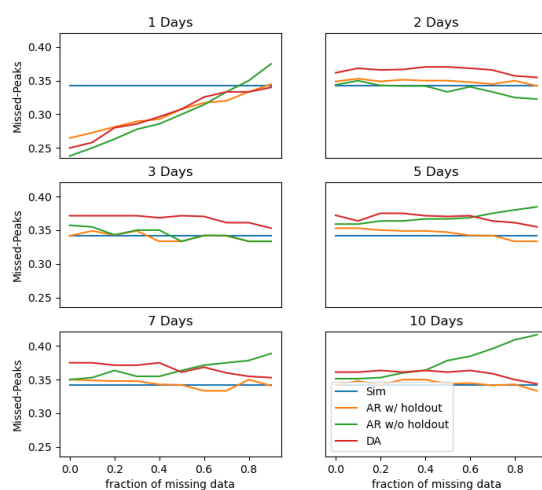 1 Days
2 Days
0.40
0.35
0.30
0.25
Missed-Peaks
3 Days
5 Days
0.40
0.35
0.30
0.25
Missed-Peaks
7 Days
10 Days
0.40
0.35
0.30
0.25
Missed-Peaks
Sim
AR w/ holdout
AR w/o holdout
DA
0.0 0.2 0.4 0.6 0.8
0.0 0.2 0.4 0.6 0.8
fraction of missing data
fraction of missing data